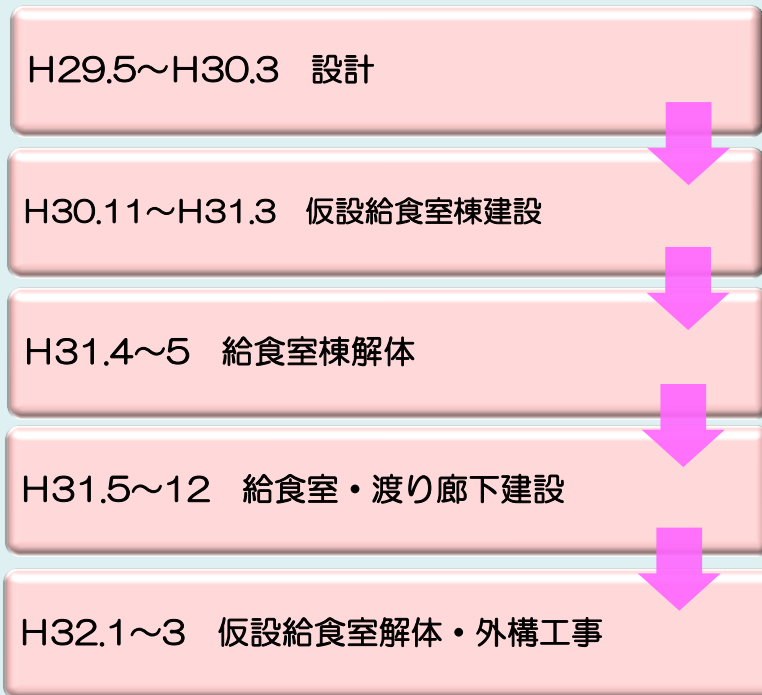 H29.5～H30.3　設計
H30.11～H31.3　仮設給食室棟建設
H31.4～5　給食室棟解体
H31.5～12　給食室・渡り廊下建設
H32.1～3　仮設給食室解体・外構工事